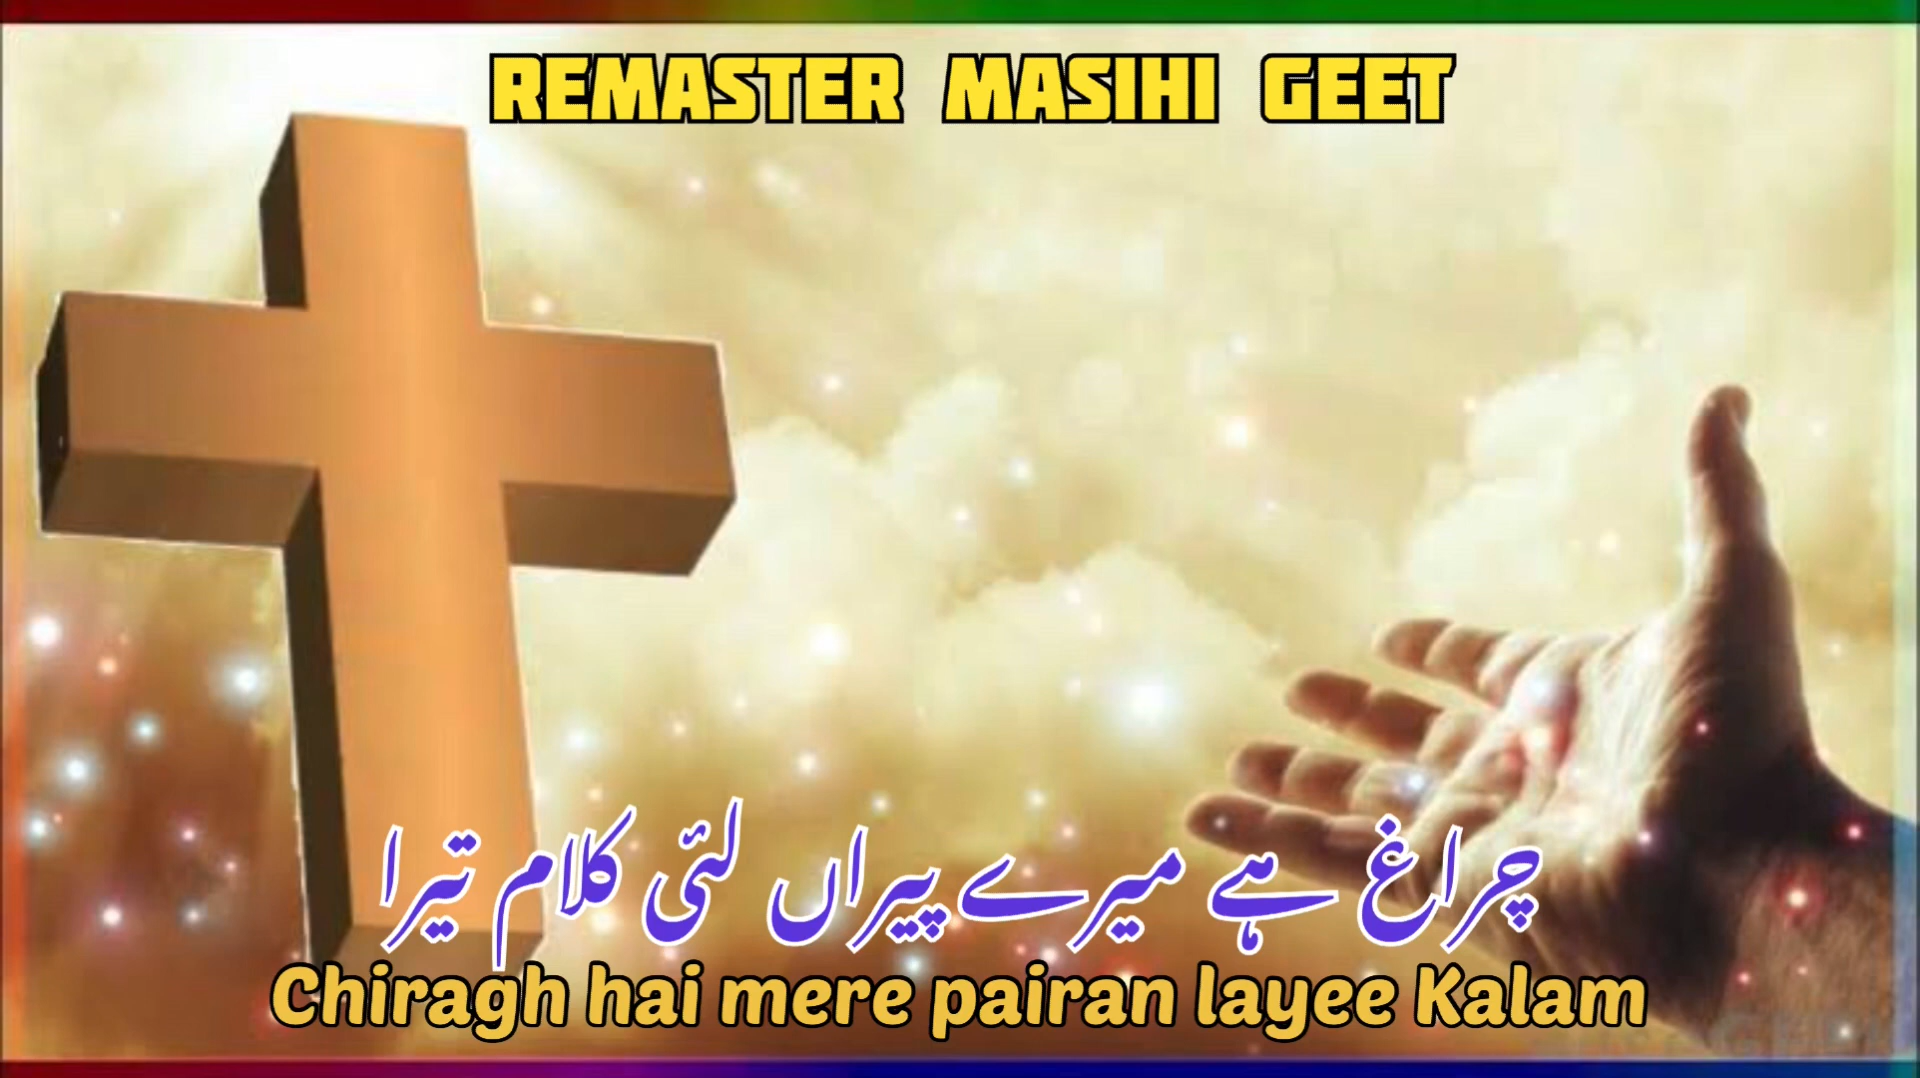 REMASTER MASIHI GEET
چراغ ہے میرے پیراں لئی کلام تیرا
Chiragh hai mere pairan layee Kalam